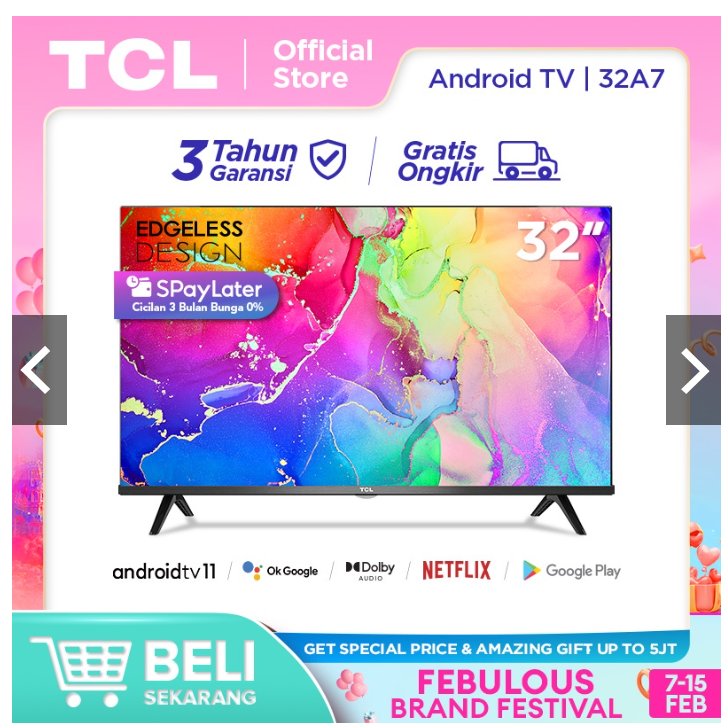 TCL
Official
Store
Android TV | 32A7
3 Tahun
Garansi
Gratis
Ongkir
EDGELESS
DESIGN
32"
SPayLater
Cicilan 3 Bulan Bunga 0%
TCL
androidtv 11
Ok Google
Dolby
AUDIO
NETFLIX
Google Play
BELI
SEKARANG
GET SPECIAL PRICE & AMAZING GIFT UP TO 5JT
FEBULOUS
BRAND FESTIVAL
7-15
FEB